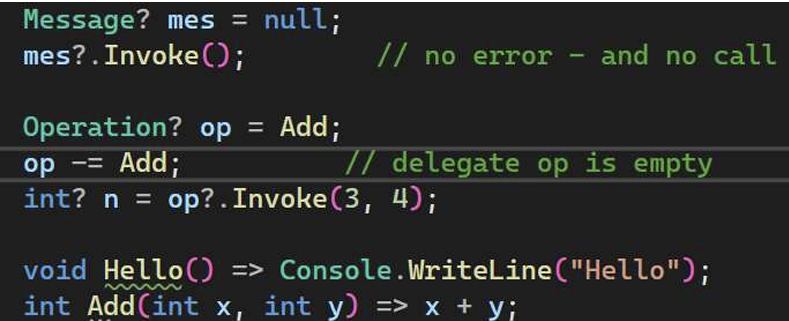 Message? mes = null;
mes?.Invoke();        // no error - and no call
Operation? op = Add;
op -= Add;          // delegate op is empty
int? n = op?.Invoke(3, 4);
void Hello() => Console.WriteLine("Hello");
int Add(int x, int y) => x + y;